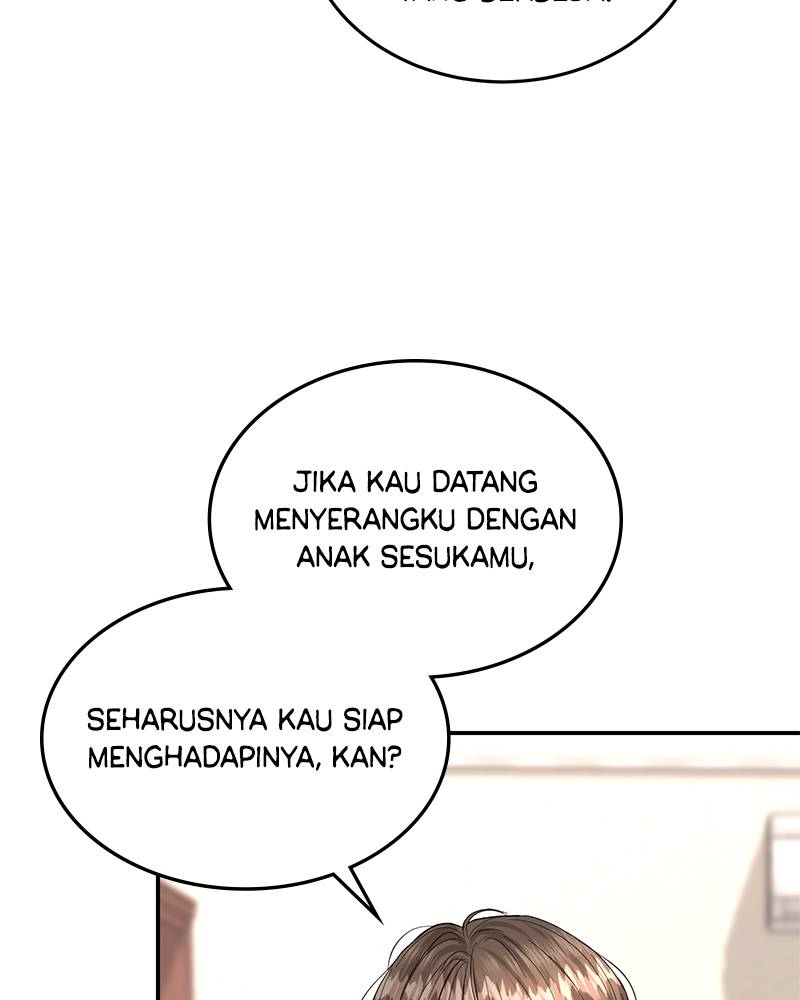 JIKA KAU DATANG
MENYERANGKU DENGAN
ANAK SESUKAMU,
SEHARUSNYA KAU SIAP
MENGHADAPINYA, KAN?